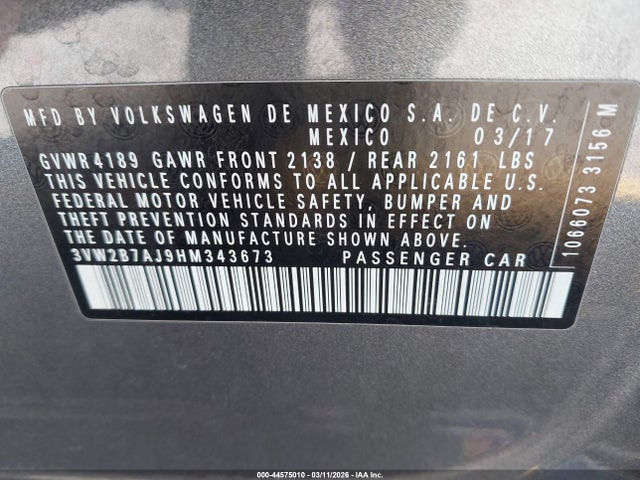 MFD BY VOLKSWAGEN DE MEXICO S.A. DE C.V.
MEXICO 03/17
GVWR4189 GAWR FRONT 2138 / REAR 2161 LBS
THIS VEHICLE CONFORMS TO ALL APPLICABLE U.S.
FEDERAL MOTOR VEHICLE SAFETY, BUMPER AND
THEFT PREVENTION STANDARDS IN EFFECT ON
THE DATE OF MANUFACTURE SHOWN ABOVE.
3VW2B7AJ9HM343673 PASSENGER CAR
1066073 3156 M
000-44575010 - 03/11/2026 - IAA Inc.